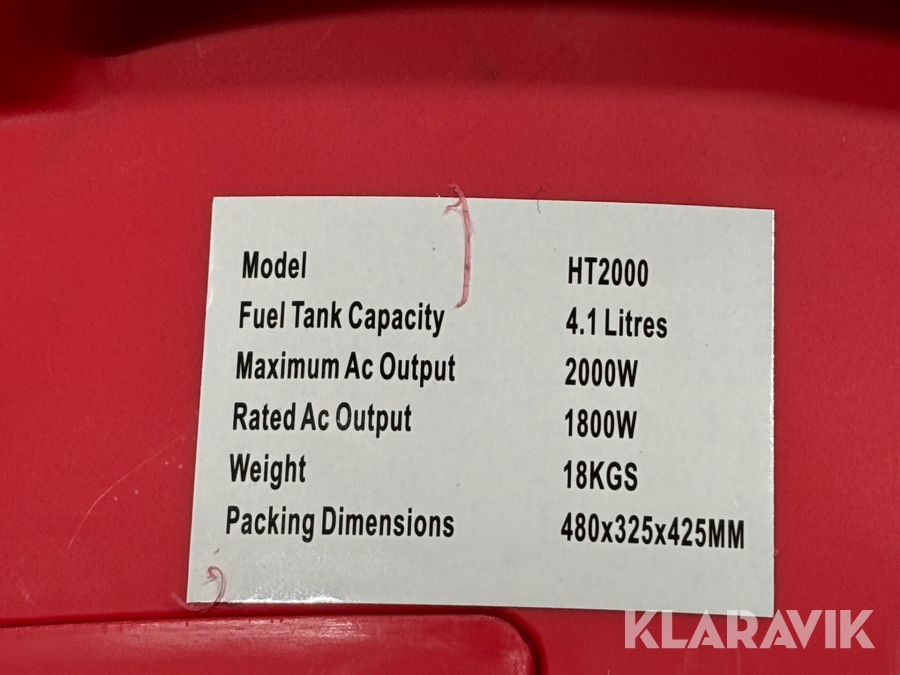 Model HT2000
Fuel Tank Capacity 4.1 Litres
Maximum Ac Output 2000W
Rated Ac Output 1800W
Weight 18KGS
Packing Dimensions 480x325x425MM
KLARAVIK